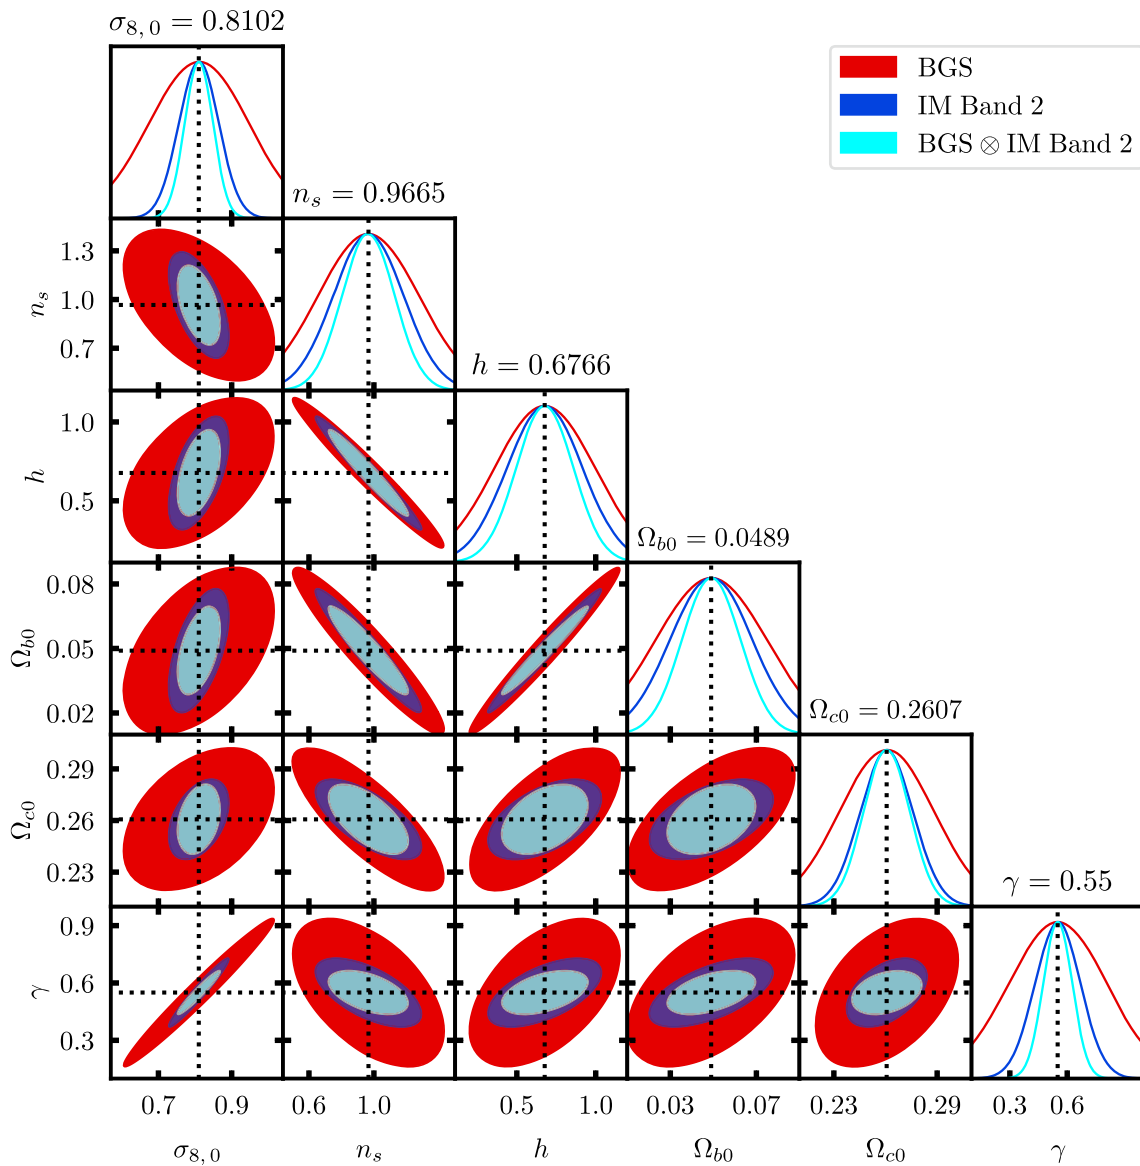 σ8,0 = 0.8102
BGS
IM Band 2
BGS ⊗ IM Band 2
ns = 0.9665
1.3
1.0
0.7
ns
h = 0.6766
1.0
0.5
h
Ωb0 = 0.0489
0.08
0.05
0.02
Ωb0
Ωc0 = 0.2607
0.29
0.26
0.23
Ωc0
γ = 0.55
0.9
0.6
0.3
γ
0.7 0.9 0.6 1.0 0.5 1.0 0.03 0.07 0.23 0.29 0.3 0.6
σ8,0 ns h Ωb0 Ωc0 γ